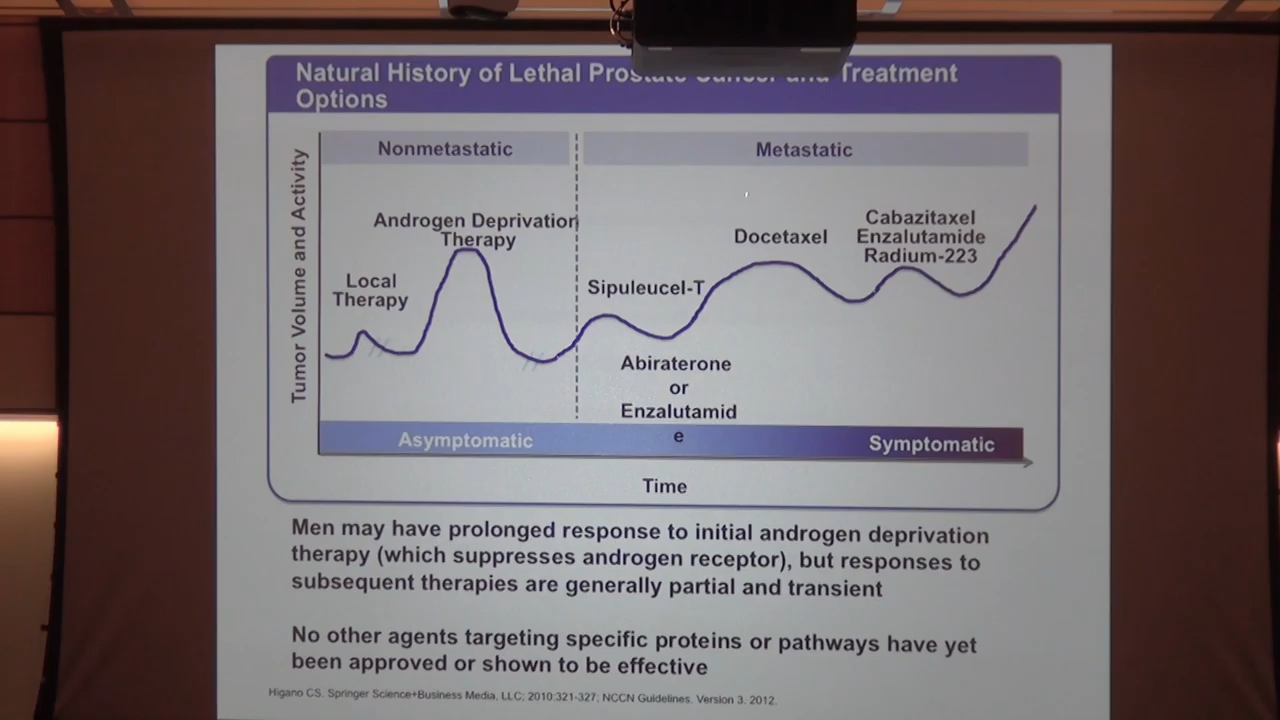 Natural History of Lethal Prostate Cancer and Treatment
Options
Nonmetastatic
Metastatic
Tumor Volume and Activity
Local
Therapy
Androgen Deprivation
Therapy
Sipuleucel-T
Docetaxel
Cabazitaxel
Enzalutamide
Radium-223
Abiraterone
or
Enzalutamid
e
Asymptomatic
Symptomatic
Time
Men may have prolonged response to initial androgen deprivation
therapy (which suppresses androgen receptor), but responses to
subsequent therapies are generally partial and transient
No other agents targeting specific proteins or pathways have yet
been approved or shown to be effective
Higano CS. Springer Science+Business Media, LLC; 2010:321-327; NCCN Guidelines. Version 3. 2012.